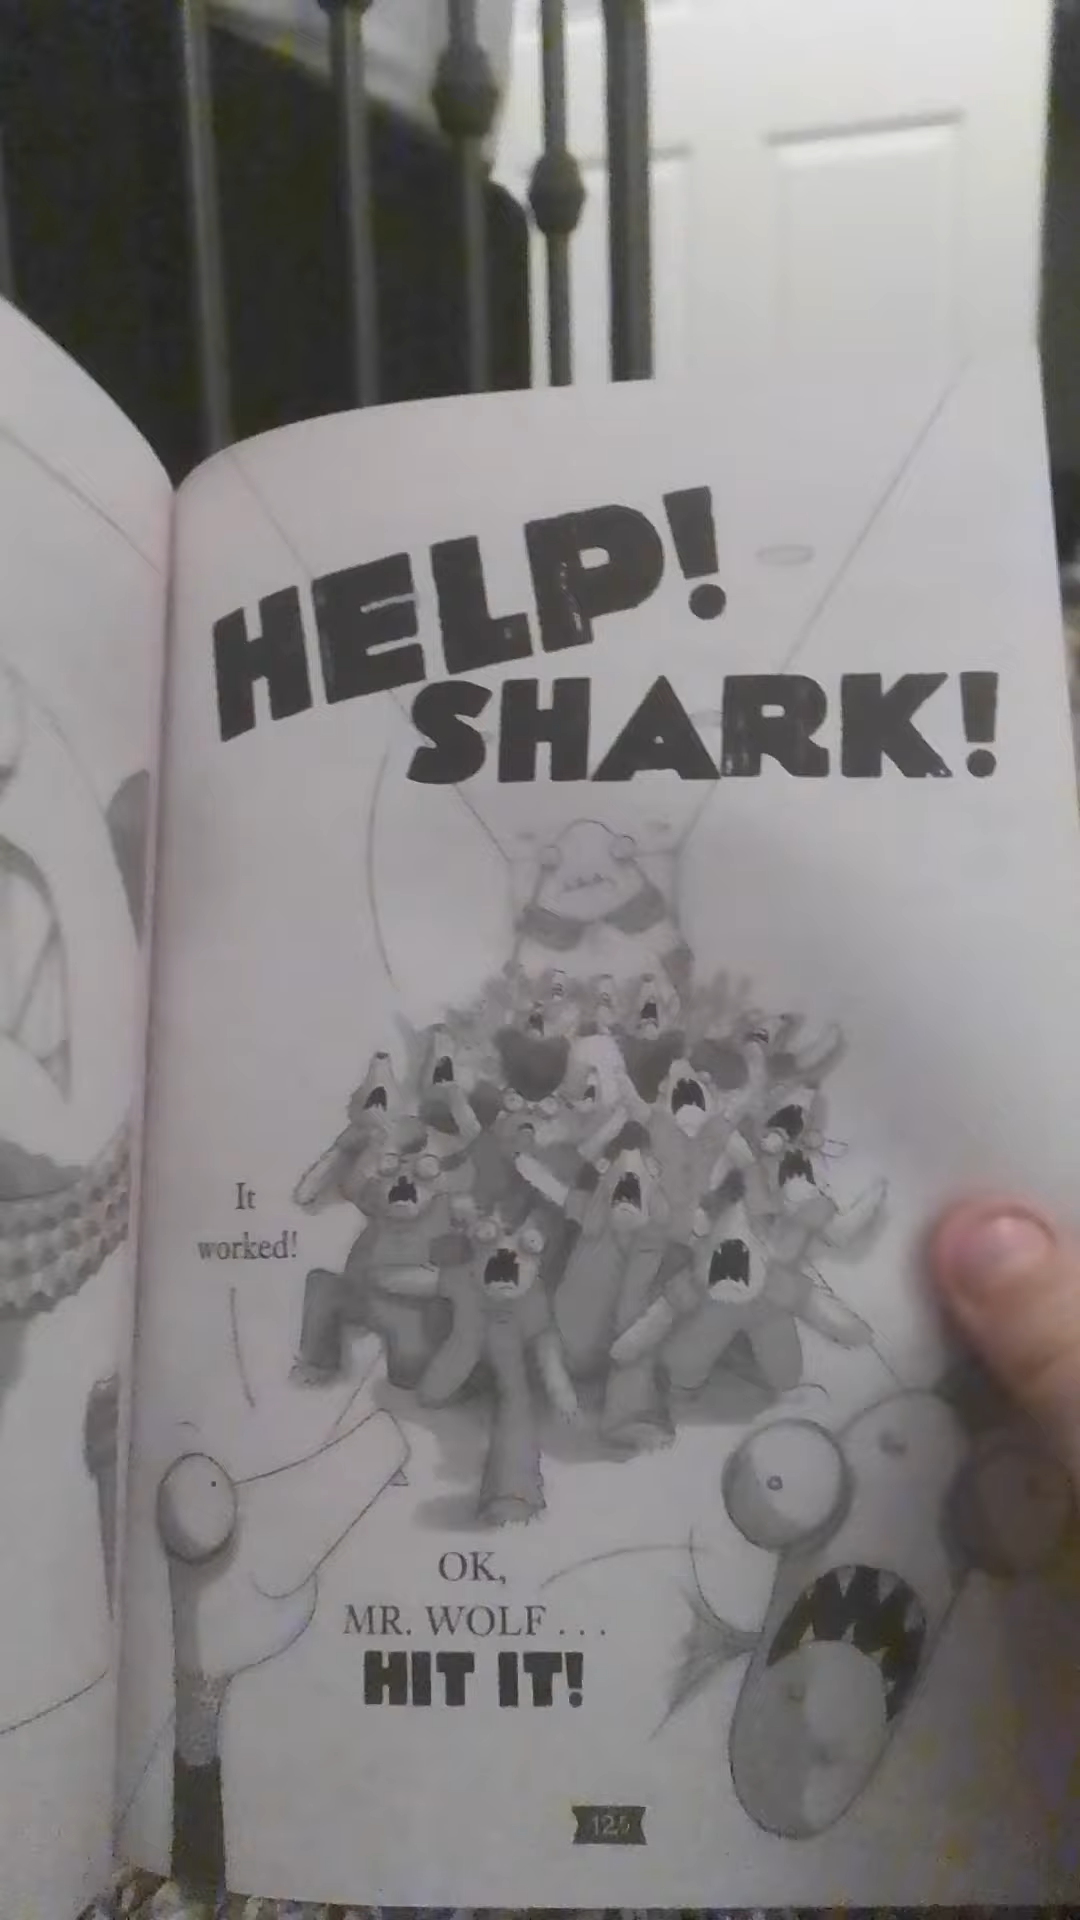 HELP!
SHARK!
It
worked!
OK,
MR. WOLF . . .
HIT IT!
125